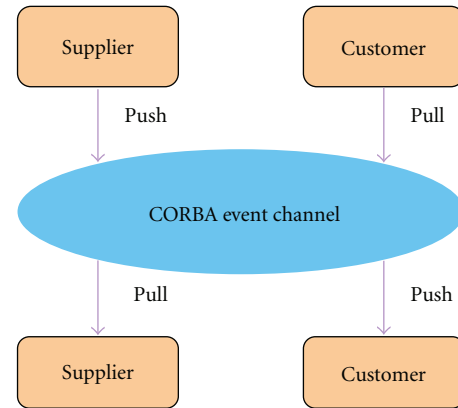 Supplier
Customer
Push
Pull
CORBA event channel
Pull
Push
Supplier
Customer